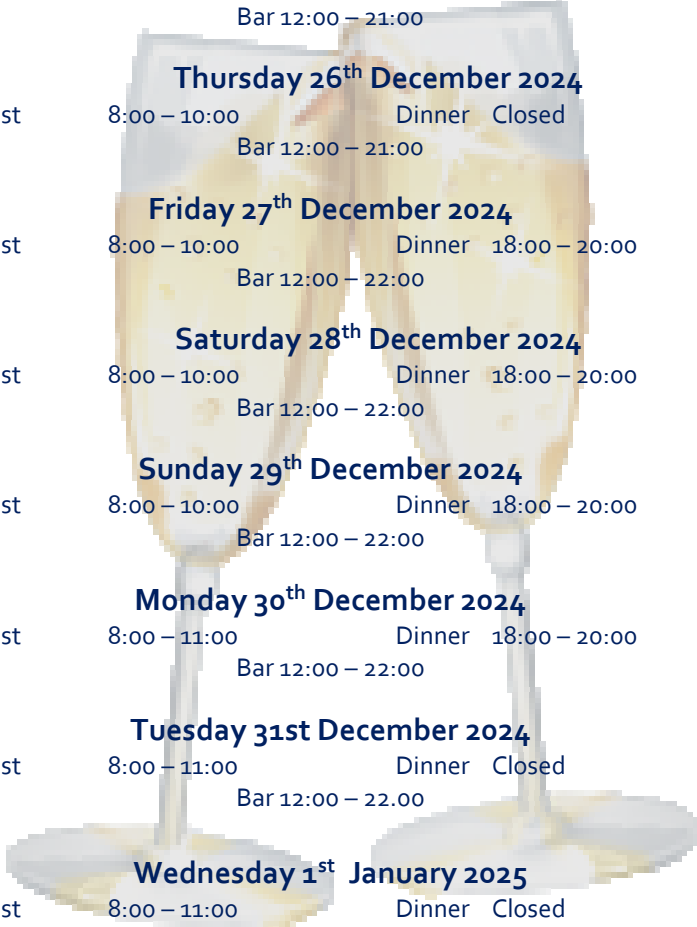 Bar 12:00 – 21:00
Thursday 26th December 2024
st 8:00 – 10:00 Dinner Closed
Bar 12:00 – 21:00
Friday 27th December 2024
st 8:00 – 10:00 Dinner 18:00 – 20:00
Bar 12:00 – 22:00
Saturday 28th December 2024
st 8:00 – 10:00 Dinner 18:00 – 20:00
Bar 12:00 – 22:00
Sunday 29th December 2024
st 8:00 – 10:00 Dinner 18:00 – 20:00
Bar 12:00 – 22:00
Monday 30th December 2024
st 8:00 – 11:00 Dinner 18:00 – 20:00
Bar 12:00 – 22:00
Tuesday 31st December 2024
st 8:00 – 11:00 Dinner Closed
Bar 12:00 – 22.00
Wednesday 1st January 2025
st 8:00 – 11:00 Dinner Closed